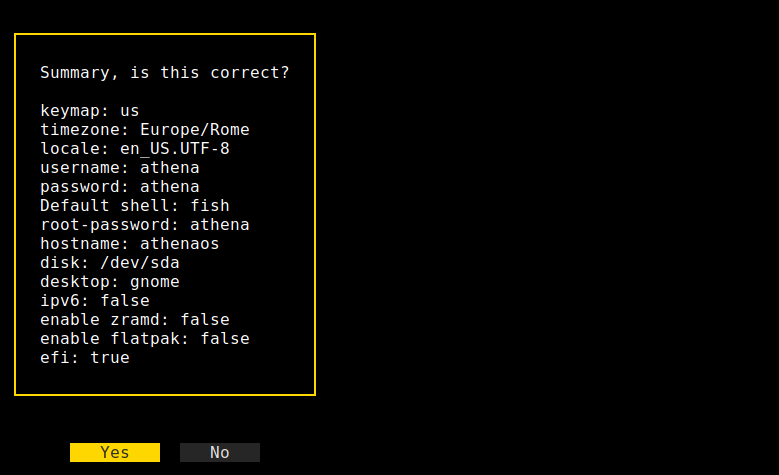 Summary, is this correct?
keymap: us
timezone: Europe/Rome
locale: en_US.UTF-8
username: athena
password: athena
Default shell: fish
root-password: athena
hostname: athenaos
disk: /dev/sda
desktop: gnome
ipv6: false
enable zramd: false
enable flatpak: false
efi: true
Yes No